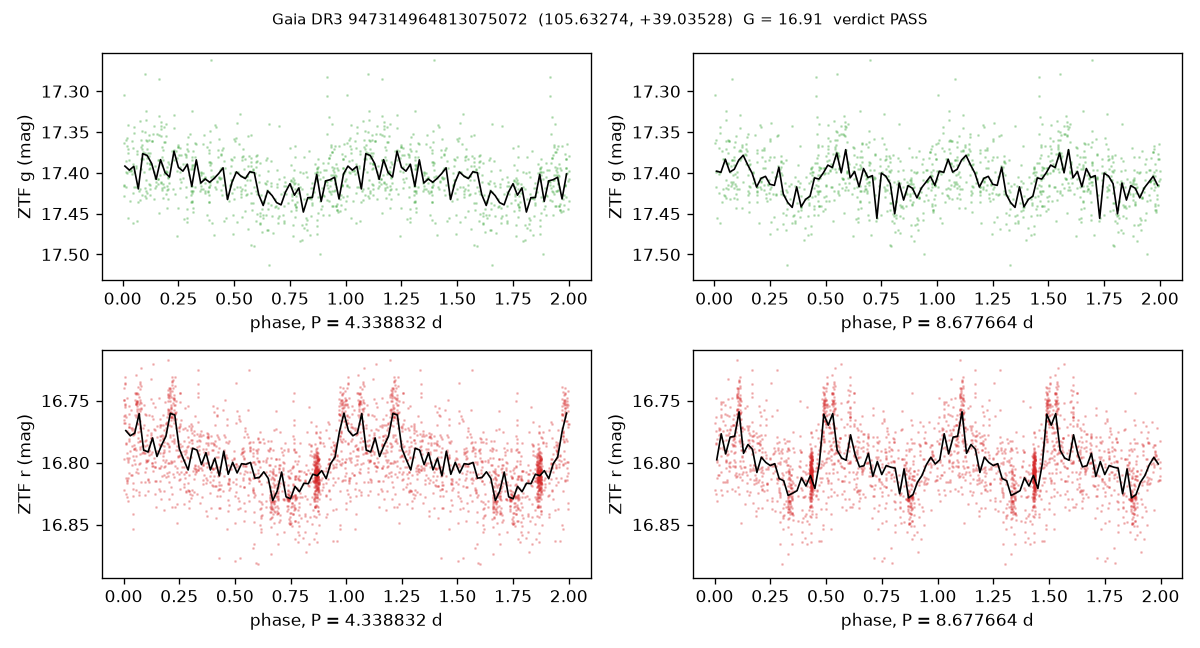 Gaia DR3 947314964813075072 (105.63274, +39.03528) G = 16.91 verdict PASS
ZTF g (mag)
17.30
17.35
17.40
17.45
17.50
0.00 0.25 0.50 0.75 1.00 1.25 1.50 1.75 2.00
phase, P = 4.338832 d
ZTF g (mag)
17.30
17.35
17.40
17.45
17.50
0.00 0.25 0.50 0.75 1.00 1.25 1.50 1.75 2.00
phase, P = 8.677664 d
ZTF r (mag)
16.75
16.80
16.85
0.00 0.25 0.50 0.75 1.00 1.25 1.50 1.75 2.00
phase, P = 4.338832 d
ZTF r (mag)
16.75
16.80
16.85
0.00 0.25 0.50 0.75 1.00 1.25 1.50 1.75 2.00
phase, P = 8.677664 d